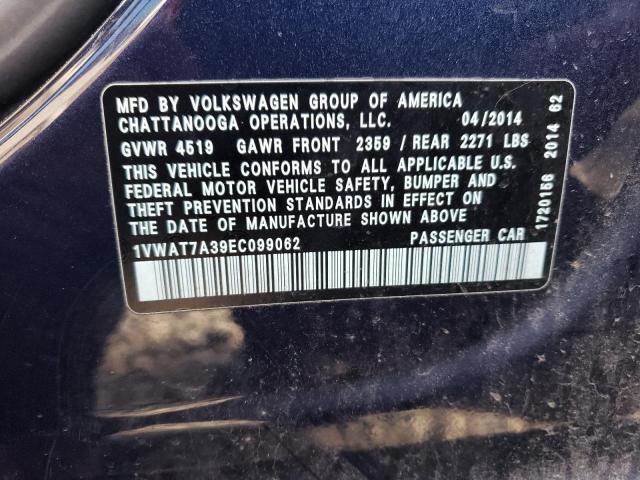 MFD BY VOLKSWAGEN GROUP OF AMERICA
CHATTANOOGA OPERATIONS, LLC. 04/2014
GVWR 4519 GAWR FRONT 2359 / REAR 2271 LBS
THIS VEHICLE CONFORMS TO ALL APPLICABLE U.S.
FEDERAL MOTOR VEHICLE SAFETY, BUMPER AND
THEFT PREVENTION STANDARDS IN EFFECT ON
THE DATE OF MANUFACTURE SHOWN ABOVE
1VWAT7A39EC099062 PASSENGER CAR
1720166 2014 62